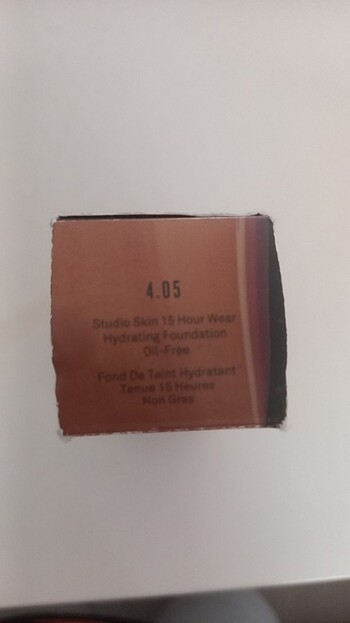 4.05
Studio Skin 15 Hour Wear
Hydrating Foundation
Oil-Free
Fond De Teint Hydratant
Tenue 15 Heures
Non Gras